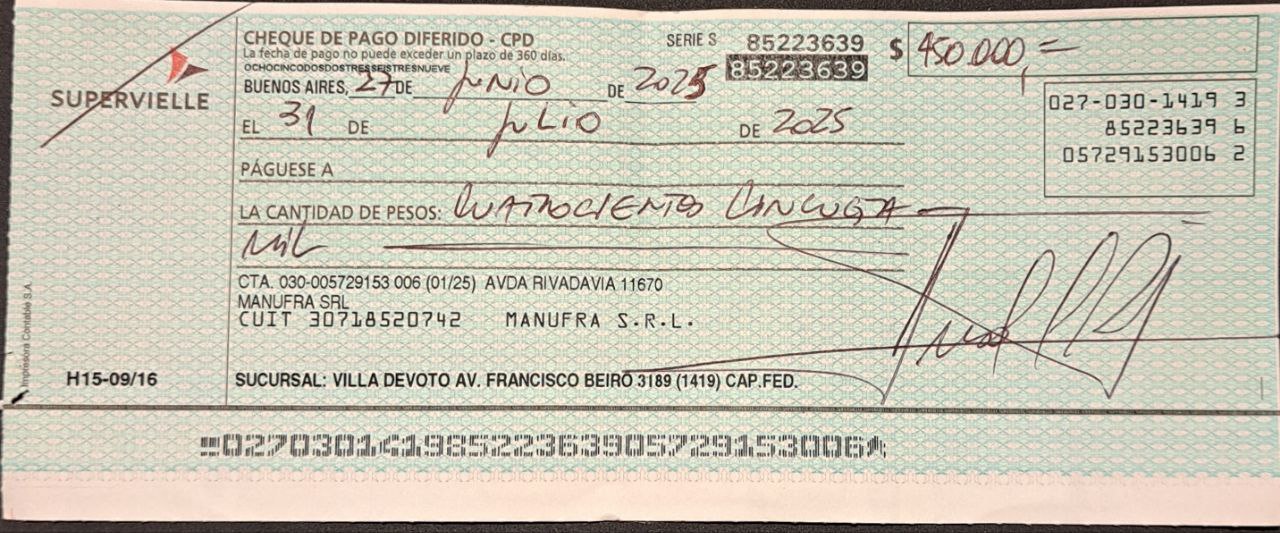 SUPERVIELLE
CHEQUE DE PAGO DIFERIDO - CPD
La fecha de pago no puede exceder un plazo de 360 días.
OCHOCINCODOSDOSTRESSEISTRESNUEVE
SERIE S 85223639
85223639
$ 450.000,=
BUENOS AIRES, 27 DE JUNIO DE 2025
EL 31 DE JULIO DE 2025
027-030-1419 3
85223639 6
05729153006 2
PÁGUESE A
LA CANTIDAD DE PESOS: CUATROCIENTOS
MIL
CTA. 030-005729153 006 (01/25) AVDA RIVADAVIA 11670
MANUFRA SRL
CUIT 30718520742 MANUFRA S.R.L.
Impresora Contable S.A.
H15-09/16
SUCURSAL: VILLA DEVOTO AV. FRANCISCO BEIRO 3189 (1419) CAP.FED.
02703014198522363905729153006